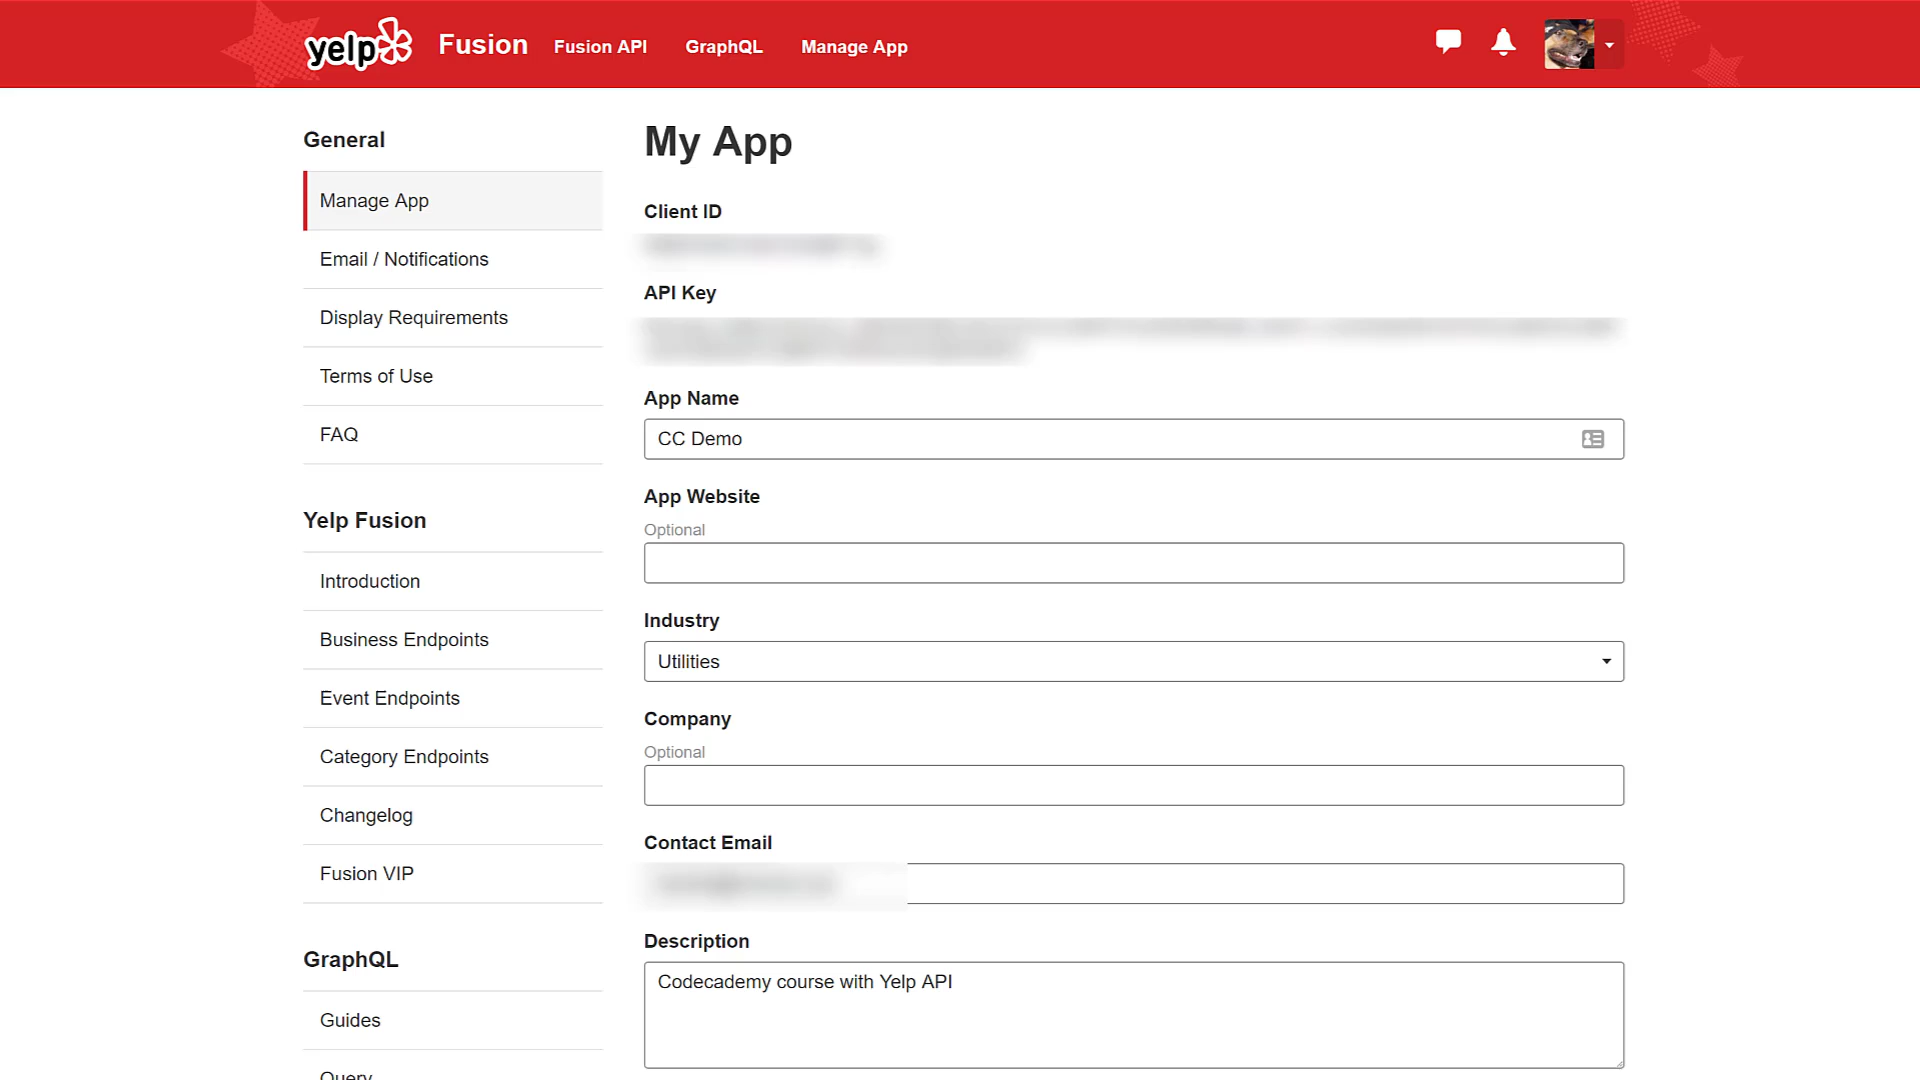 yelp Fusion Fusion API GraphQL Manage App
General
Manage App
Email / Notifications
Display Requirements
Terms of Use
FAQ
Yelp Fusion
Introduction
Business Endpoints
Event Endpoints
Category Endpoints
Changelog
Fusion VIP
GraphQL
Guides
Query
My App
Client ID
API Key
App Name
CC Demo
App Website
Optional
Industry
Utilities
Company
Optional
Contact Email
Description
Codecademy course with Yelp API